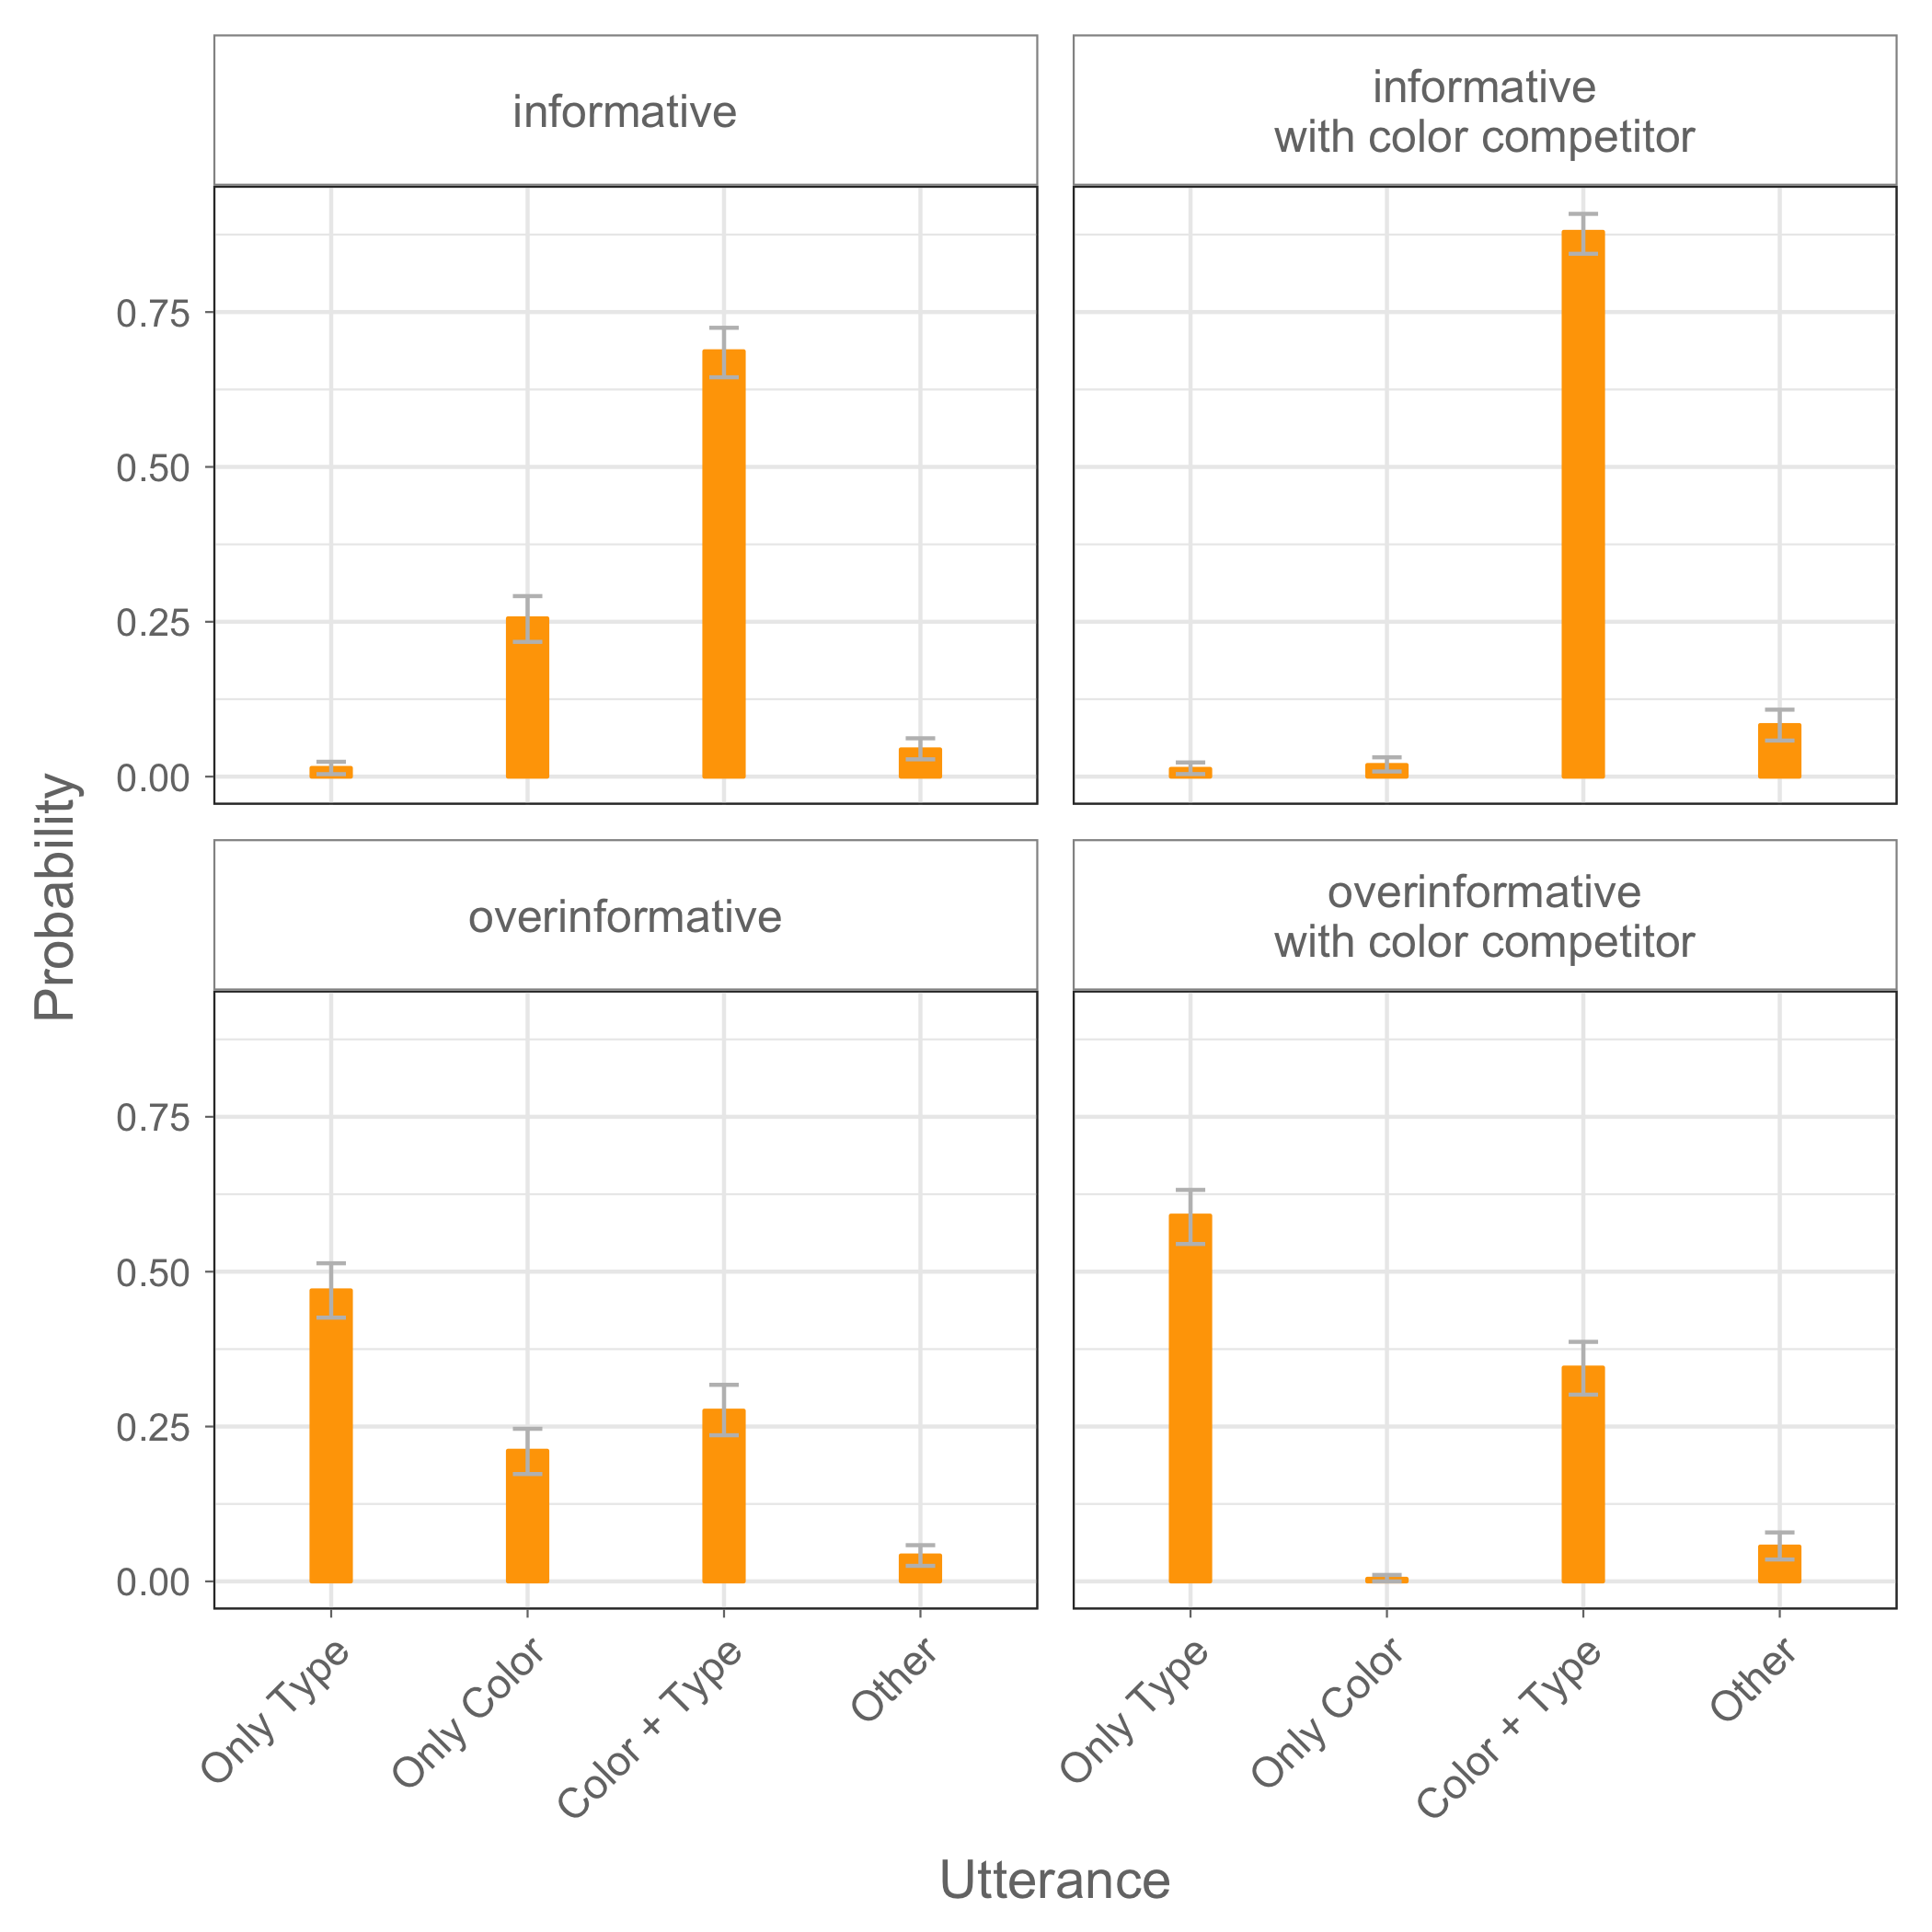 informative
informative
with color competitor
0.75
0.50
0.25
0.00
overinformative
overinformative
with color competitor
0.75
0.50
0.25
0.00
Probability
Only Type
Only Color
Color + Type
Other
Only Type
Only Color
Color + Type
Other
Utterance